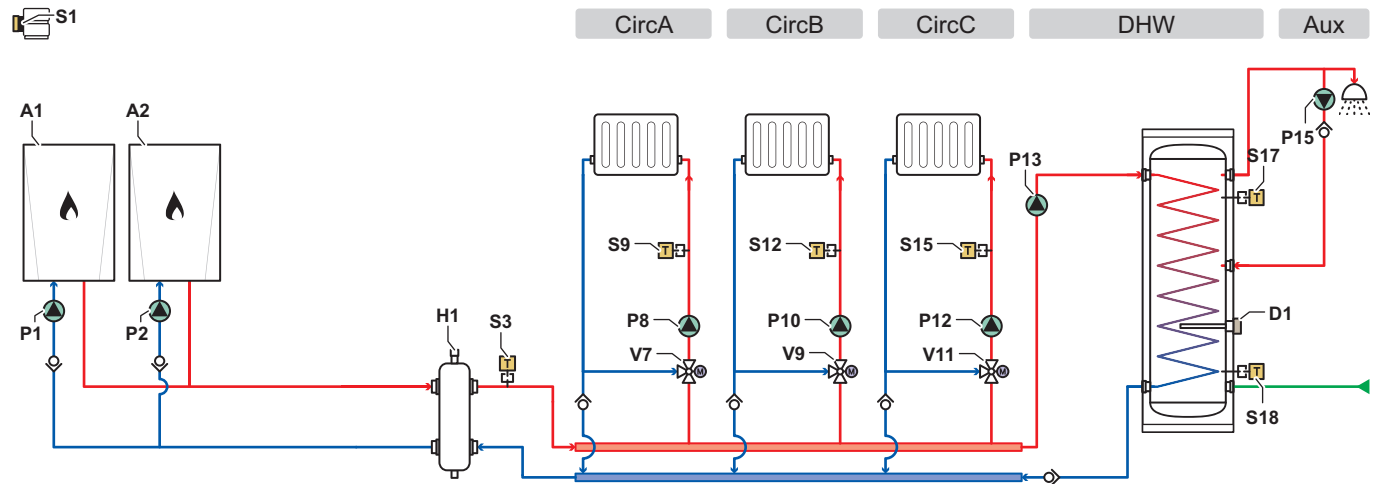 S1
CircA CircB CircC DHW Aux
A1 A2
P15
P13 S17
S9 S12 S15
T T T T
P1 P2 H1 S3 P8 P10 P12 D1
T V7 V9 V11
M M M T
S18